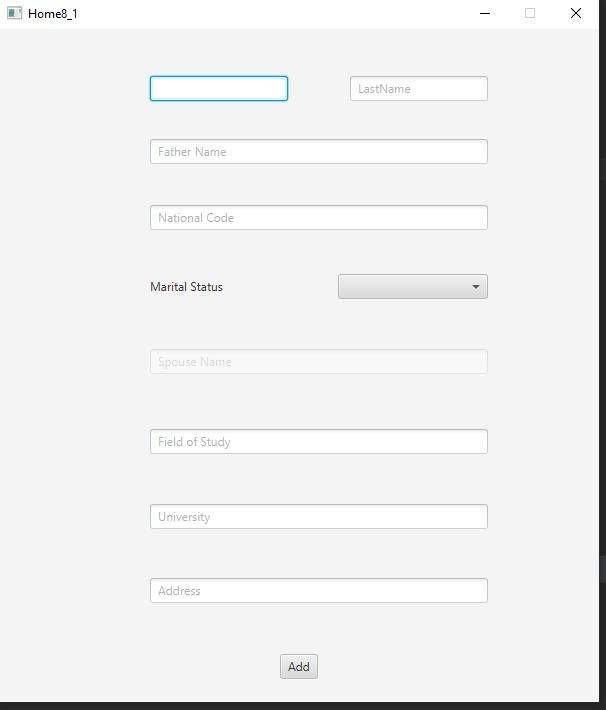 Home8_1
LastName
Father Name
National Code
Marital Status
Spouse Name
Field of Study
University
Address
Add